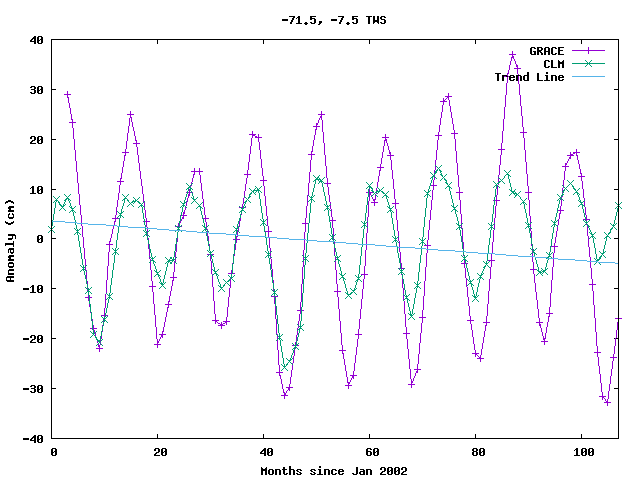 -71.5, -7.5 TWS
GRACE
CLM
Trend Line
40
30
20
10
0
-10
-20
-30
-40
Anomaly (cm)
0 20 40 60 80 100
Months since Jan 2002